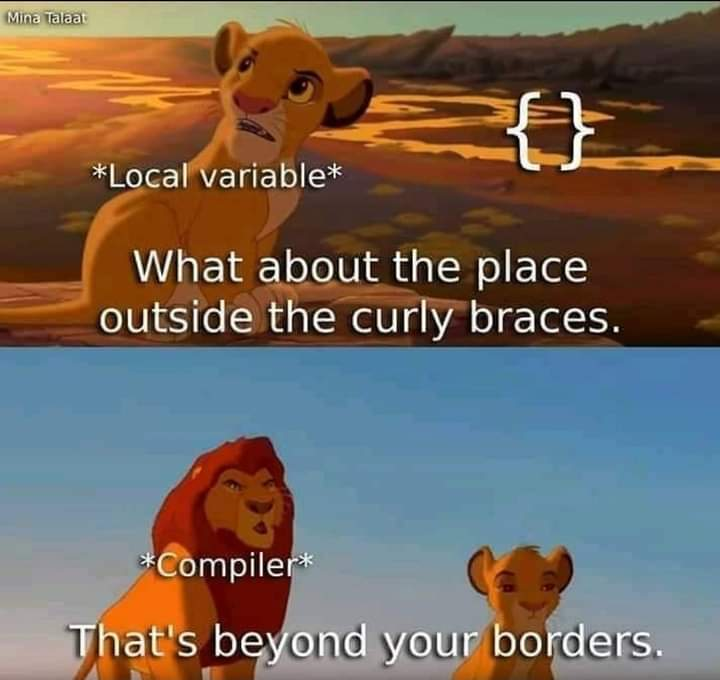 Mina Talaat
{}
*Local variable*
What about the place
outside the curly braces.
*Compiler*
That's beyond your borders.